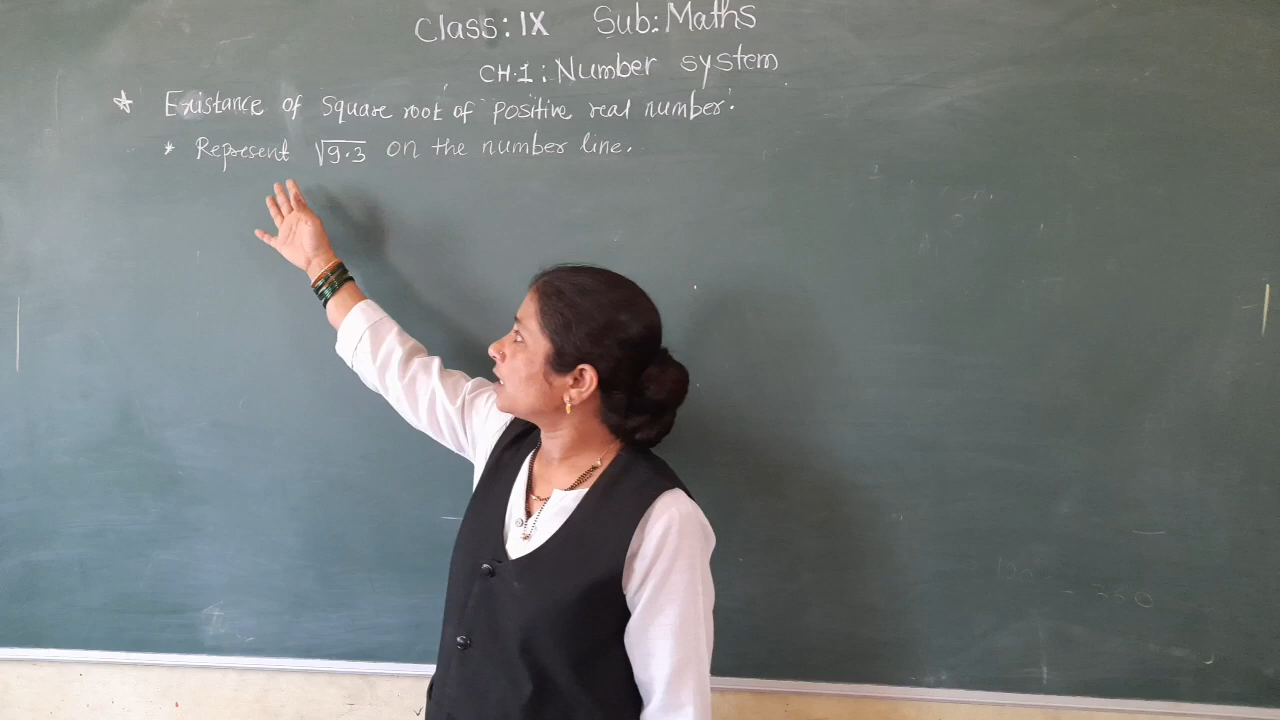 Class: IX Sub: Maths
CH.1: Number system
* Existance of square root of positive real number.
* Represent √9.3 on the number line.